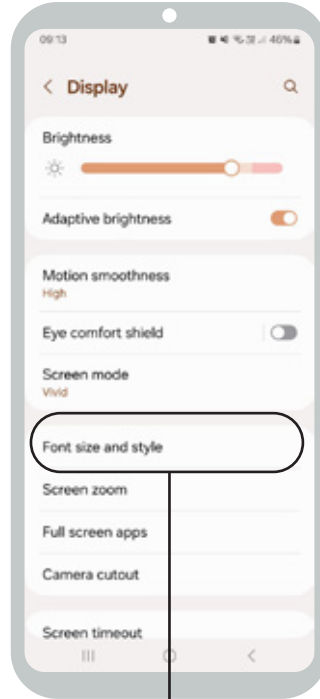 09:13
46%
Display
Brightness
Adaptive brightness
Motion smoothness
High
Eye comfort shield
Screen mode
Vivid
Font size and style
Screen zoom
Full screen apps
Camera cutout
Screen timeout